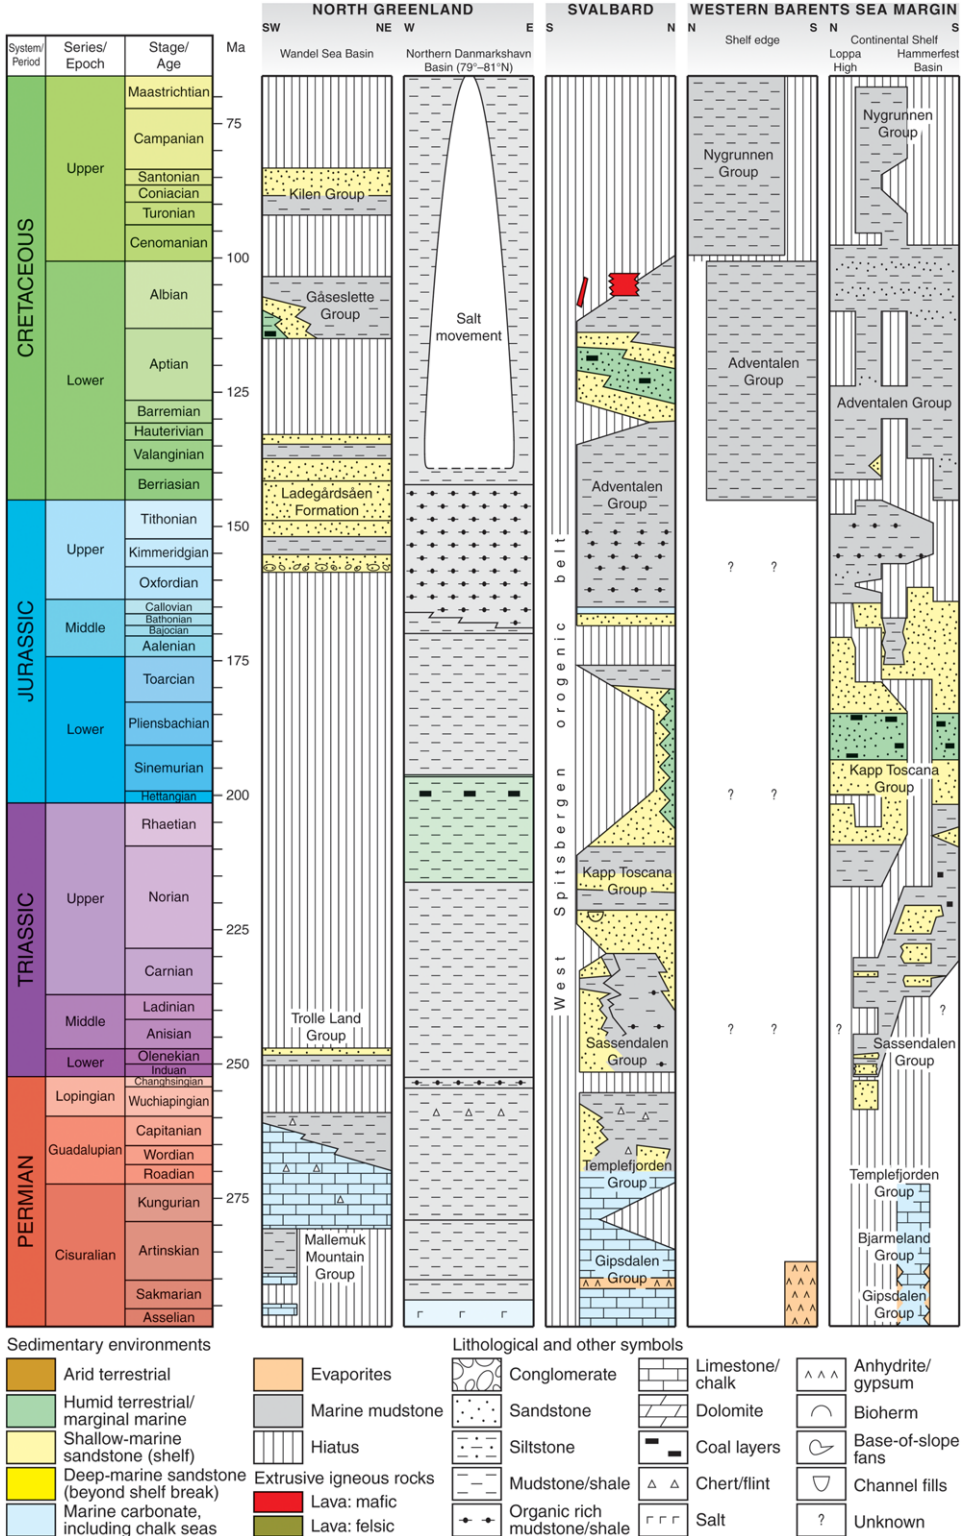 NORTH GREENLAND
SVALBARD
WESTERN BARENTS SEA MARGIN
SW
NE
W
E
S
N
N
S
N
S
System/
Period
Series/
Epoch
Stage/
Age
Ma
Wandel Sea Basin
Northern Danmarkshavn
Basin (79°–81°N)
Shelf edge
Continental Shelf
Loppa
High
Hammerfest
Basin
CRETACEOUS
JURASSIC
TRIASSIC
PERMIAN
Upper
Lower
Upper
Middle
Lower
Upper
Middle
Lower
Lopingian
Guadalupian
Cisuralian
Maastrichtian
Campanian
Santonian
Coniacian
Turonian
Cenomanian
Albian
Aptian
Barremian
Hauterivian
Valanginian
Berriasian
Tithonian
Kimmeridgian
Oxfordian
Callovian
Bathonian
Bajocian
Aalenian
Toarcian
Pliensbachian
Sinemurian
Hettangian
Rhaetian
Norian
Carnian
Ladinian
Anisian
Olenekian
Induan
Changhsingian
Wuchiapingian
Capitanian
Wordian
Roadian
Kungurian
Artinskian
Sakmarian
Asselian
75
100
125
150
175
200
225
250
275
Kilen Group
Gåseslette
Group
Ladegårdsåen
Formation
Trolle Land
Group
Mallemuk
Mountain
Group
Salt
movement
West Spitsbergen orogenic belt
Adventalen
Group
Kapp Toscana
Group
Sassendalen
Group
Templefjorden
Group
Gipsdalen
Group
Nygrunnen
Group
Adventalen
Group
? ?
? ?
? ?
Nygrunnen
Group
Adventalen Group
Kapp Toscana
Group
?
?
Sassendalen
Group
Templefjorden
Group
Bjarmeland
Group
Gipsdalen
Group
Sedimentary environments
Arid terrestrial
Humid terrestrial/
marginal marine
Shallow-marine
sandstone (shelf)
Deep-marine sandstone
(beyond shelf break)
Marine carbonate,
including chalk seas
Evaporites
Marine mudstone
Hiatus
Extrusive igneous rocks
Lava: mafic
Lava: felsic
Lithological and other symbols
Conglomerate
Sandstone
Siltstone
Mudstone/shale
Organic rich
mudstone/shale
Limestone/
chalk
Dolomite
Coal layers
Chert/flint
Salt
Anhydrite/
gypsum
Bioherm
Base-of-slope
fans
Channel fills
?
Unknown